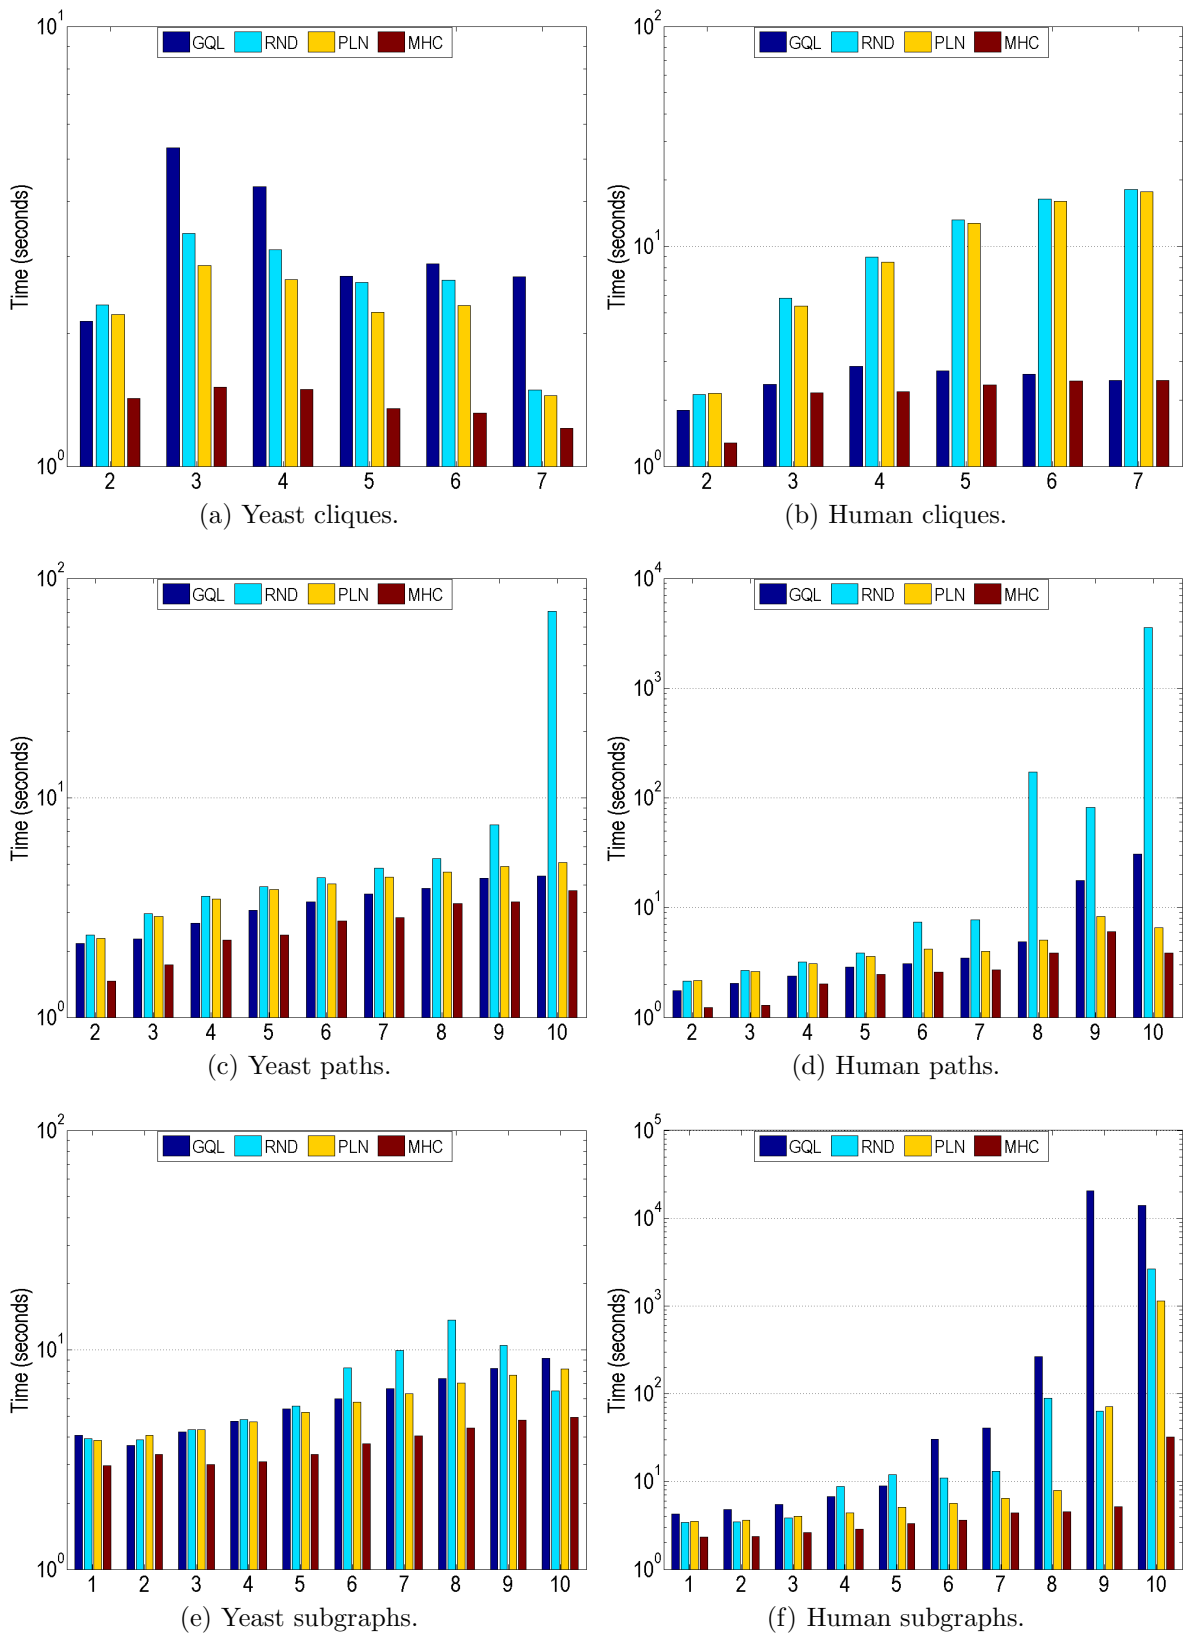 GQL RND PLN MHC
10^1
10^0
Time (seconds)
2 3 4 5 6 7
(a) Yeast cliques.
GQL RND PLN MHC
10^2
10^1
10^0
Time (seconds)
2 3 4 5 6 7
(b) Human cliques.
GQL RND PLN MHC
10^2
10^1
10^0
Time (seconds)
2 3 4 5 6 7 8 9 10
(c) Yeast paths.
GQL RND PLN MHC
10^4
10^3
10^2
10^1
10^0
Time (seconds)
2 3 4 5 6 7 8 9 10
(d) Human paths.
GQL RND PLN MHC
10^2
10^1
10^0
Time (seconds)
1 2 3 4 5 6 7 8 9 10
(e) Yeast subgraphs.
GQL RND PLN MHC
10^5
10^4
10^3
10^2
10^1
10^0
Time (seconds)
1 2 3 4 5 6 7 8 9 10
(f) Human subgraphs.